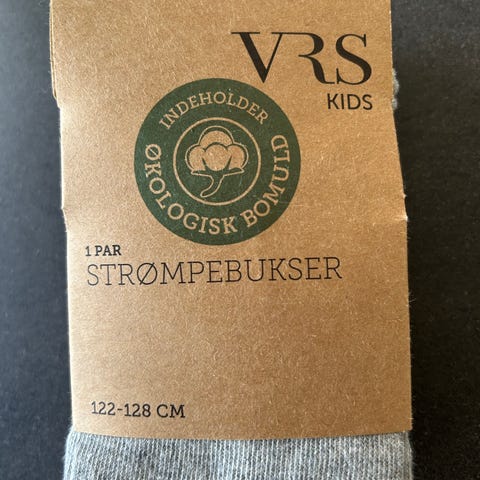 VRS
KIDS
INDEHOLDER
ØKOLOGISK BOMULD
1 PAR
STRØMPEBUKSER
122-128 CM